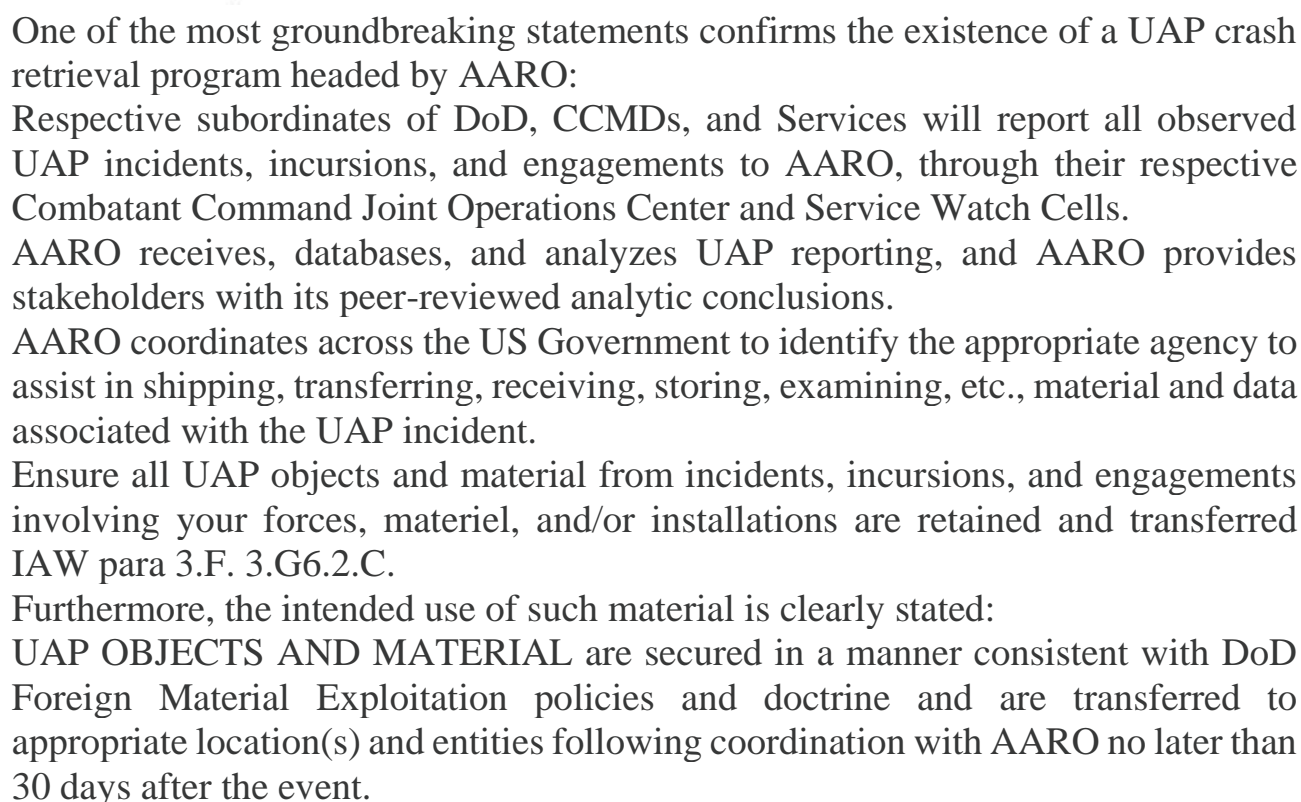 One of the most groundbreaking statements confirms the existence of a UAP crash
retrieval program headed by AARO:
Respective subordinates of DoD, CCMDs, and Services will report all observed
UAP incidents, incursions, and engagements to AARO, through their respective
Combatant Command Joint Operations Center and Service Watch Cells.
AARO receives, databases, and analyzes UAP reporting, and AARO provides
stakeholders with its peer-reviewed analytic conclusions.
AARO coordinates across the US Government to identify the appropriate agency to
assist in shipping, transferring, receiving, storing, examining, etc., material and data
associated with the UAP incident.
Ensure all UAP objects and material from incidents, incursions, and engagements
involving your forces, materiel, and/or installations are retained and transferred
IAW para 3.F. 3.G6.2.C.
Furthermore, the intended use of such material is clearly stated:
UAP OBJECTS AND MATERIAL are secured in a manner consistent with DoD
Foreign Material Exploitation policies and doctrine and are transferred to
appropriate location(s) and entities following coordination with AARO no later than
30 days after the event.